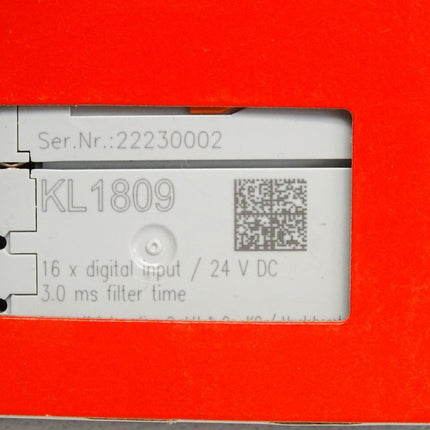 Ser.Nr.:22230002
KL1809
16 x digital input / 24 V DC
3.0 ms filter time